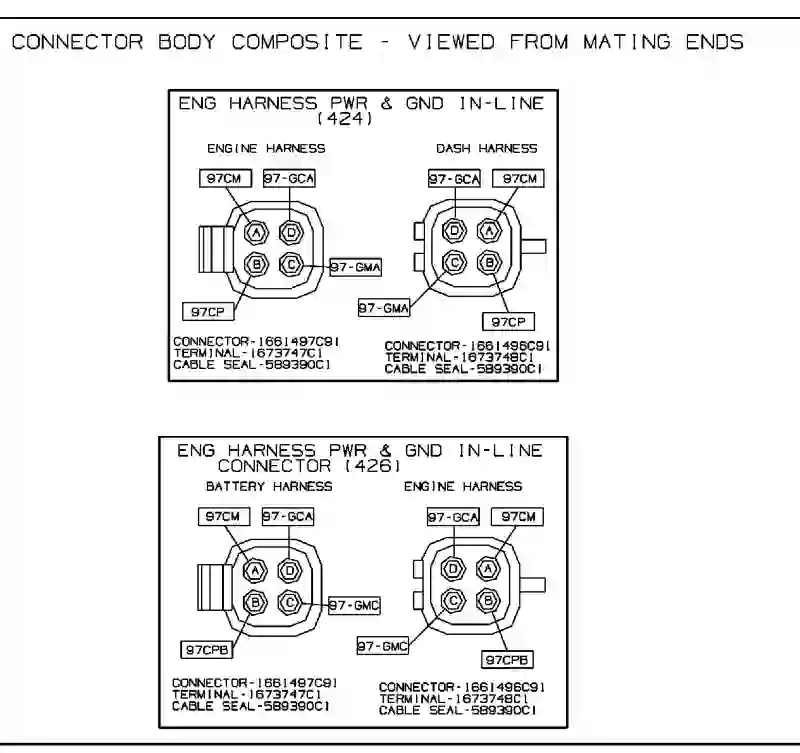 CONNECTOR BODY COMPOSITE - VIEWED FROM MATING ENDS
ENG HARNESS PWR & GND IN-LINE
(424)
ENGINE HARNESS
97CM 97-GCA
A D
B C
97-GMA
97CP
CONNECTOR-1661497C91
TERMINAL-1673747C1
CABLE SEAL-589390C1
DASH HARNESS
97-GCA 97CM
D A
C B
97-GMA
97CP
CONNECTOR-1661496C91
TERMINAL-1673748C1
CABLE SEAL-589390C1
ENG HARNESS PWR & GND IN-LINE
CONNECTOR (426)
BATTERY HARNESS
97CM 97-GCA
A D
B C
97-GMC
97CPB
CONNECTOR-1661497C91
TERMINAL-1673747C1
CABLE SEAL-589390C1
ENGINE HARNESS
97-GCA 97CM
D A
C B
97-GMC
97CPB
CONNECTOR-1661496C91
TERMINAL-1673748C1
CABLE SEAL-589390C1